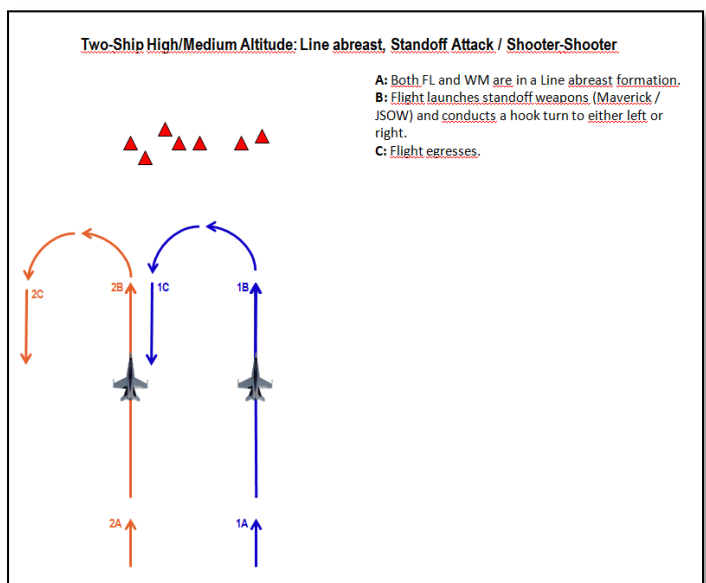 Two-Ship High/Medium Altitude: Line abreast, Standoff Attack / Shooter-Shooter
A: Both FL and WM are in a Line abreast formation.
B: Flight launches standoff weapons (Maverick /
JSOW) and conducts a hook turn to either left or
right.
C: Flight egresses.
2C
2B
1C
1B
2A
1A